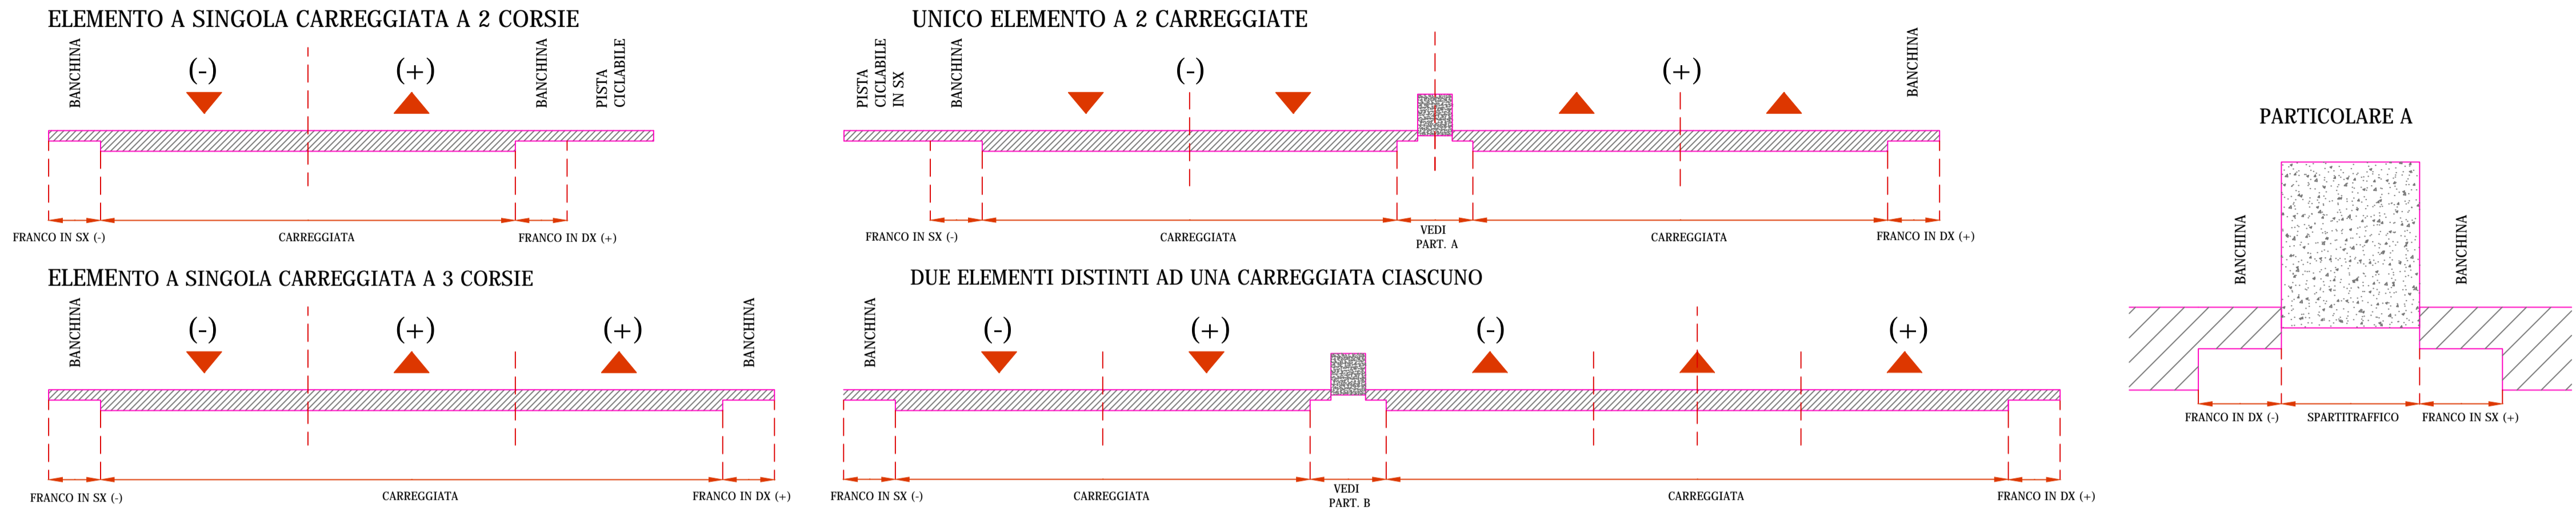 ELEMENTO A SINGOLA CARREGGIATA A 2 CORSIE
BANCHINA
(-)
(+)
BANCHINA
PISTA
CICLABILE
FRANCO IN SX (-)
CARREGGIATA
FRANCO IN DX (+)
UNICO ELEMENTO A 2 CARREGGIATE
PISTA
CICLABILE
IN SX
BANCHINA
(-)
(+)
BANCHINA
FRANCO IN SX (-)
CARREGGIATA
VEDI
PART. A
CARREGGIATA
FRANCO IN DX (+)
PARTICOLARE A
BANCHINA
BANCHINA
FRANCO IN DX (-)
SPARTITRAFFICO
FRANCO IN SX (+)
ELEMENTO A SINGOLA CARREGGIATA A 3 CORSIE
BANCHINA
(-)
(+)
(+)
BANCHINA
FRANCO IN SX (-)
CARREGGIATA
FRANCO IN DX (+)
DUE ELEMENTI DISTINTI AD UNA CARREGGIATA CIASCUNO
BANCHINA
(-)
(+)
(-)
(+)
FRANCO IN SX (-)
CARREGGIATA
VEDI
PART. B
CARREGGIATA
FRANCO IN DX (+)